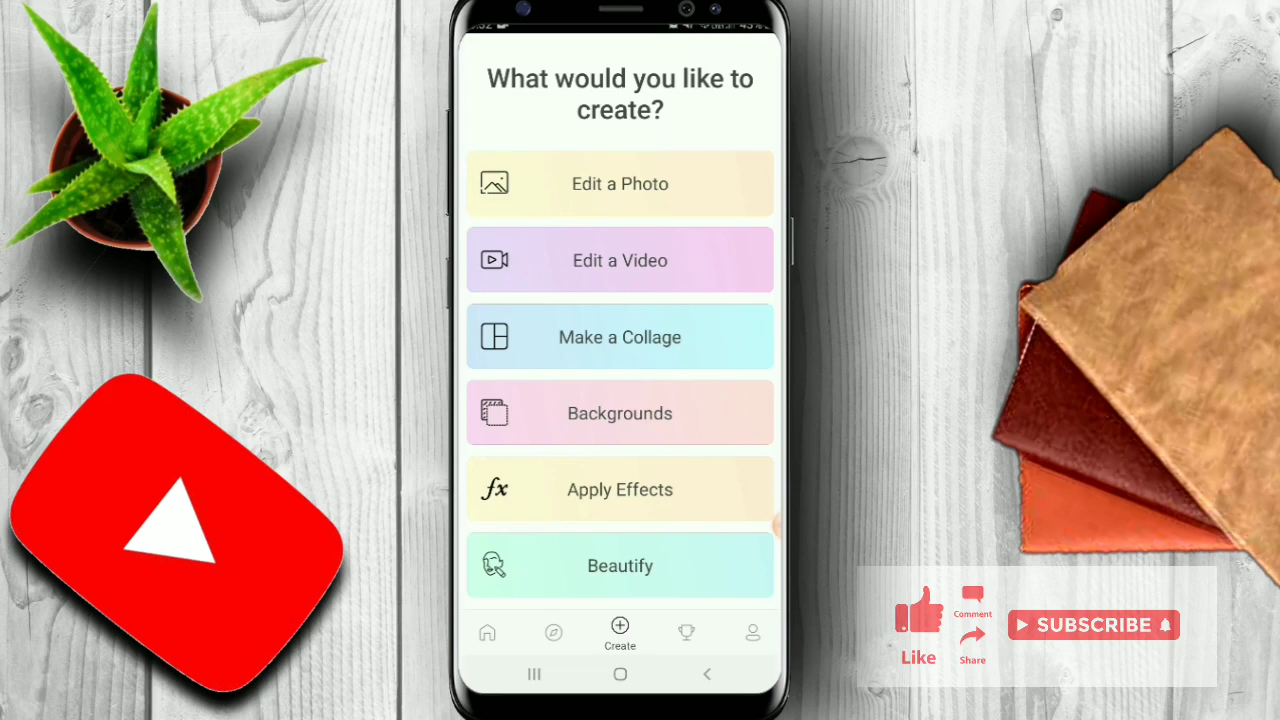 What would you like to
create?
Edit a Photo
Edit a Video
Make a Collage
Backgrounds
fx
Apply Effects
Beautify
Create
Like
Comment
Share
SUBSCRIBE